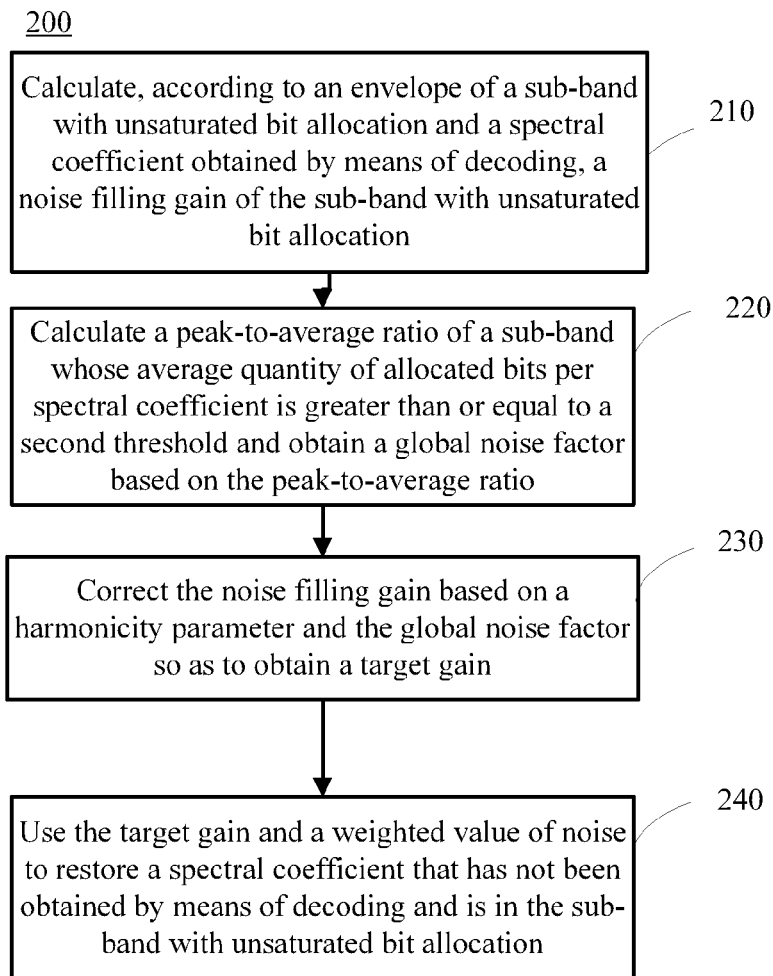 200
Calculate, according to an envelope of a sub-band
with unsaturated bit allocation and a spectral
coefficient obtained by means of decoding, a
noise filling gain of the sub-band with unsaturated
bit allocation
210
Calculate a peak-to-average ratio of a sub-band
whose average quantity of allocated bits per
spectral coefficient is greater than or equal to a
second threshold and obtain a global noise factor
based on the peak-to-average ratio
220
Correct the noise filling gain based on a
harmonicity parameter and the global noise factor
so as to obtain a target gain
230
Use the target gain and a weighted value of noise
to restore a spectral coefficient that has not been
obtained by means of decoding and is in the sub-
band with unsaturated bit allocation
240